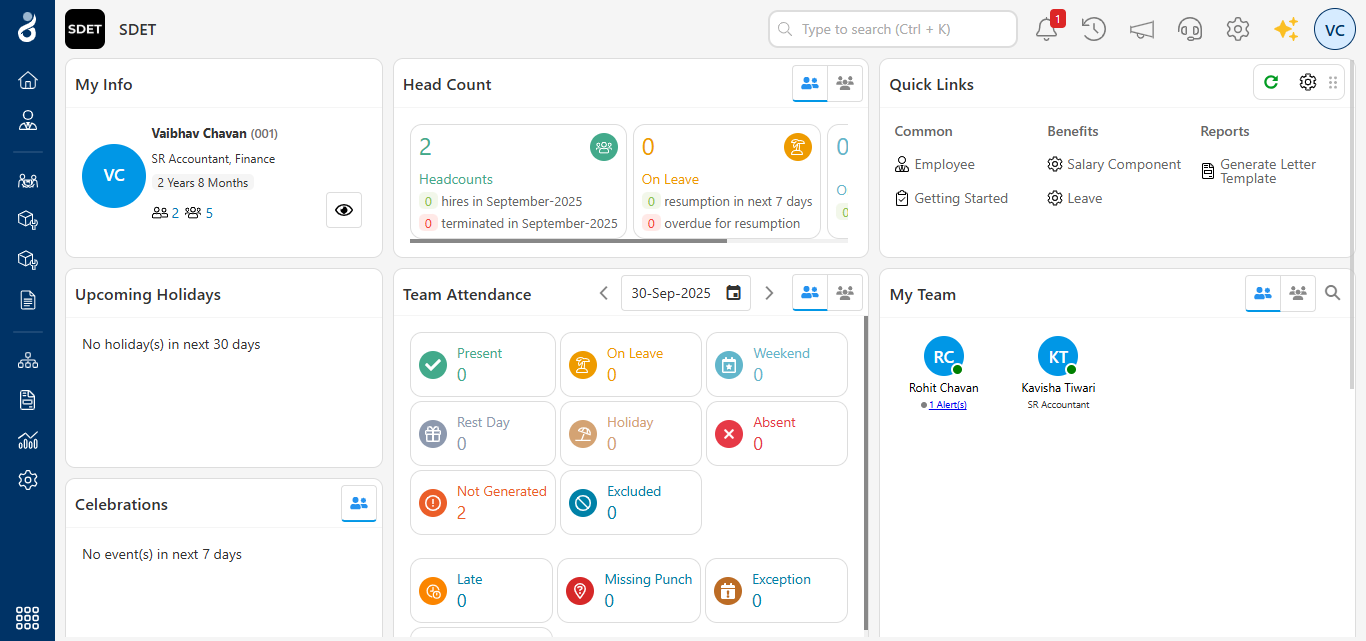 SDET
SDET
Type to search (Ctrl + K)
1
VC
My Info
Vaibhav Chavan (001)
SR Accountant, Finance
2 Years 8 Months
VC
2
5
Head Count
2
Headcounts
0 hires in September-2025
0 terminated in September-2025
0
On Leave
0 resumption in next 7 days
0 overdue for resumption
0
O
0
Quick Links
Common
Employee
Getting Started
Benefits
Salary Component
Leave
Reports
Generate Letter
Template
Upcoming Holidays
No holiday(s) in next 30 days
Celebrations
No event(s) in next 7 days
Team Attendance
30-Sep-2025
Present
0
On Leave
0
Weekend
0
Rest Day
0
Holiday
0
Absent
0
Not Generated
2
Excluded
0
Late
0
Missing Punch
0
Exception
0
My Team
RC
Rohit Chavan
1 Alert(s)
KT
Kavisha Tiwari
SR Accountant